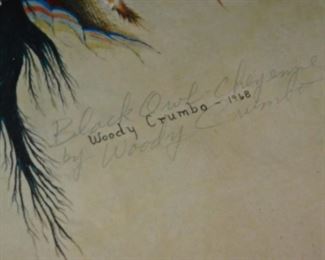 Black Owl - Cheyenne
Woody Crumbo - 1968
by Woody Crumbo